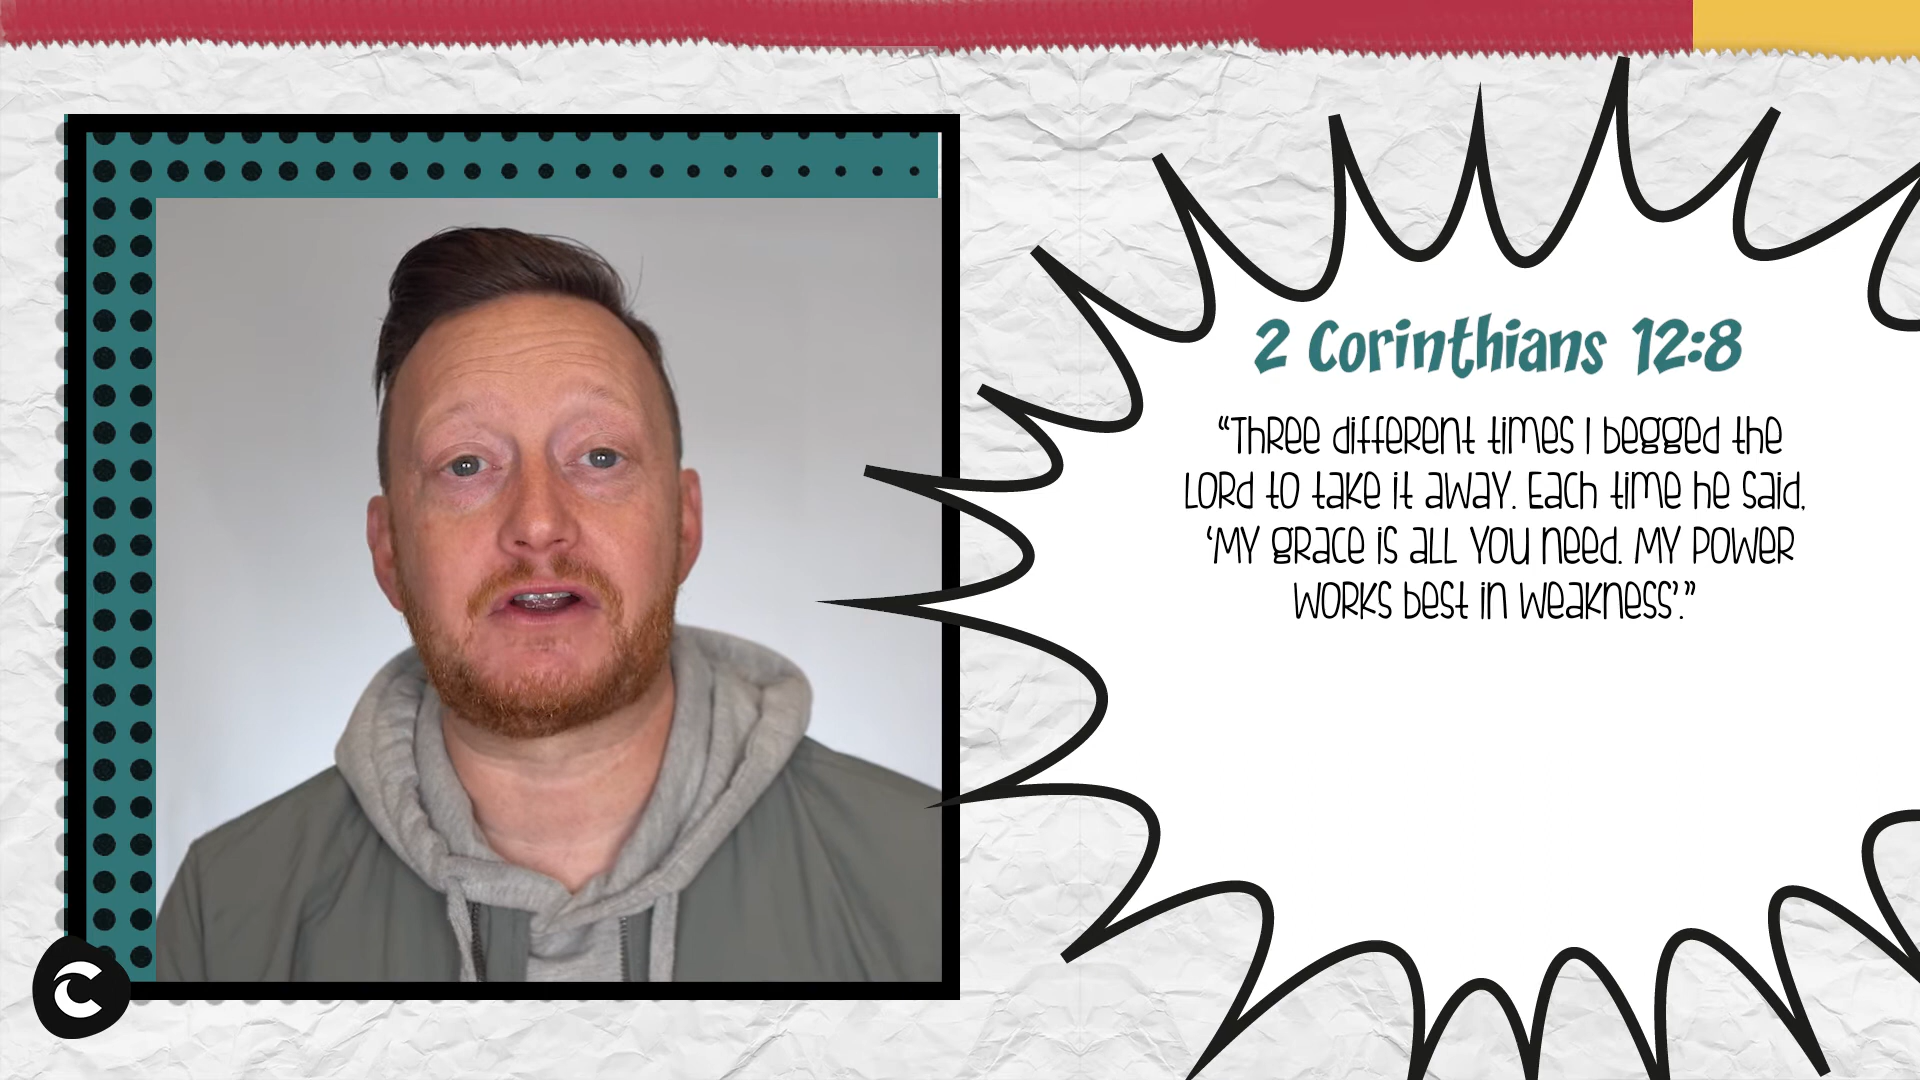 2 Corinthians 12:8
“Three different times I begged the
Lord to take it away. Each time he said,
‘My grace is all you need. My power
works best in weakness’.”
C